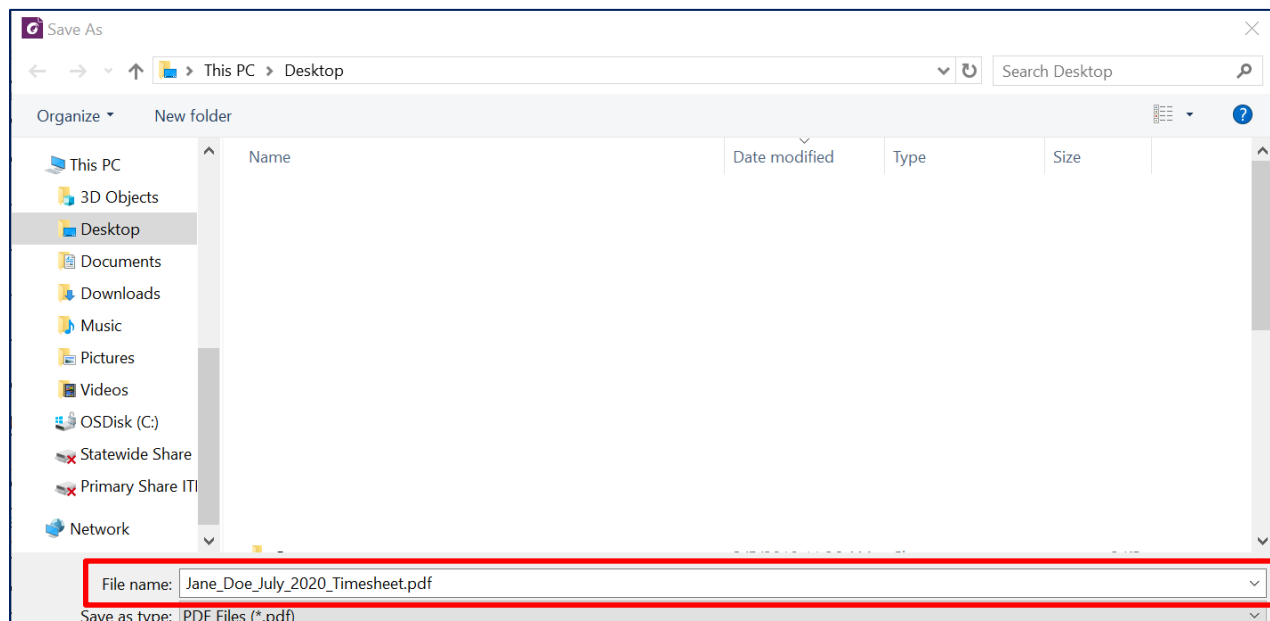 Save As
This PC > Desktop
Search Desktop
Organize
New folder
Name
Date modified
Type
Size
This PC
3D Objects
Desktop
Documents
Downloads
Music
Pictures
Videos
OSDisk (C:)
Statewide Share
Primary Share
Network
File name: Jane_Doe_July_2020_Timesheet.pdf
Save as type: PDF Files (*.pdf)